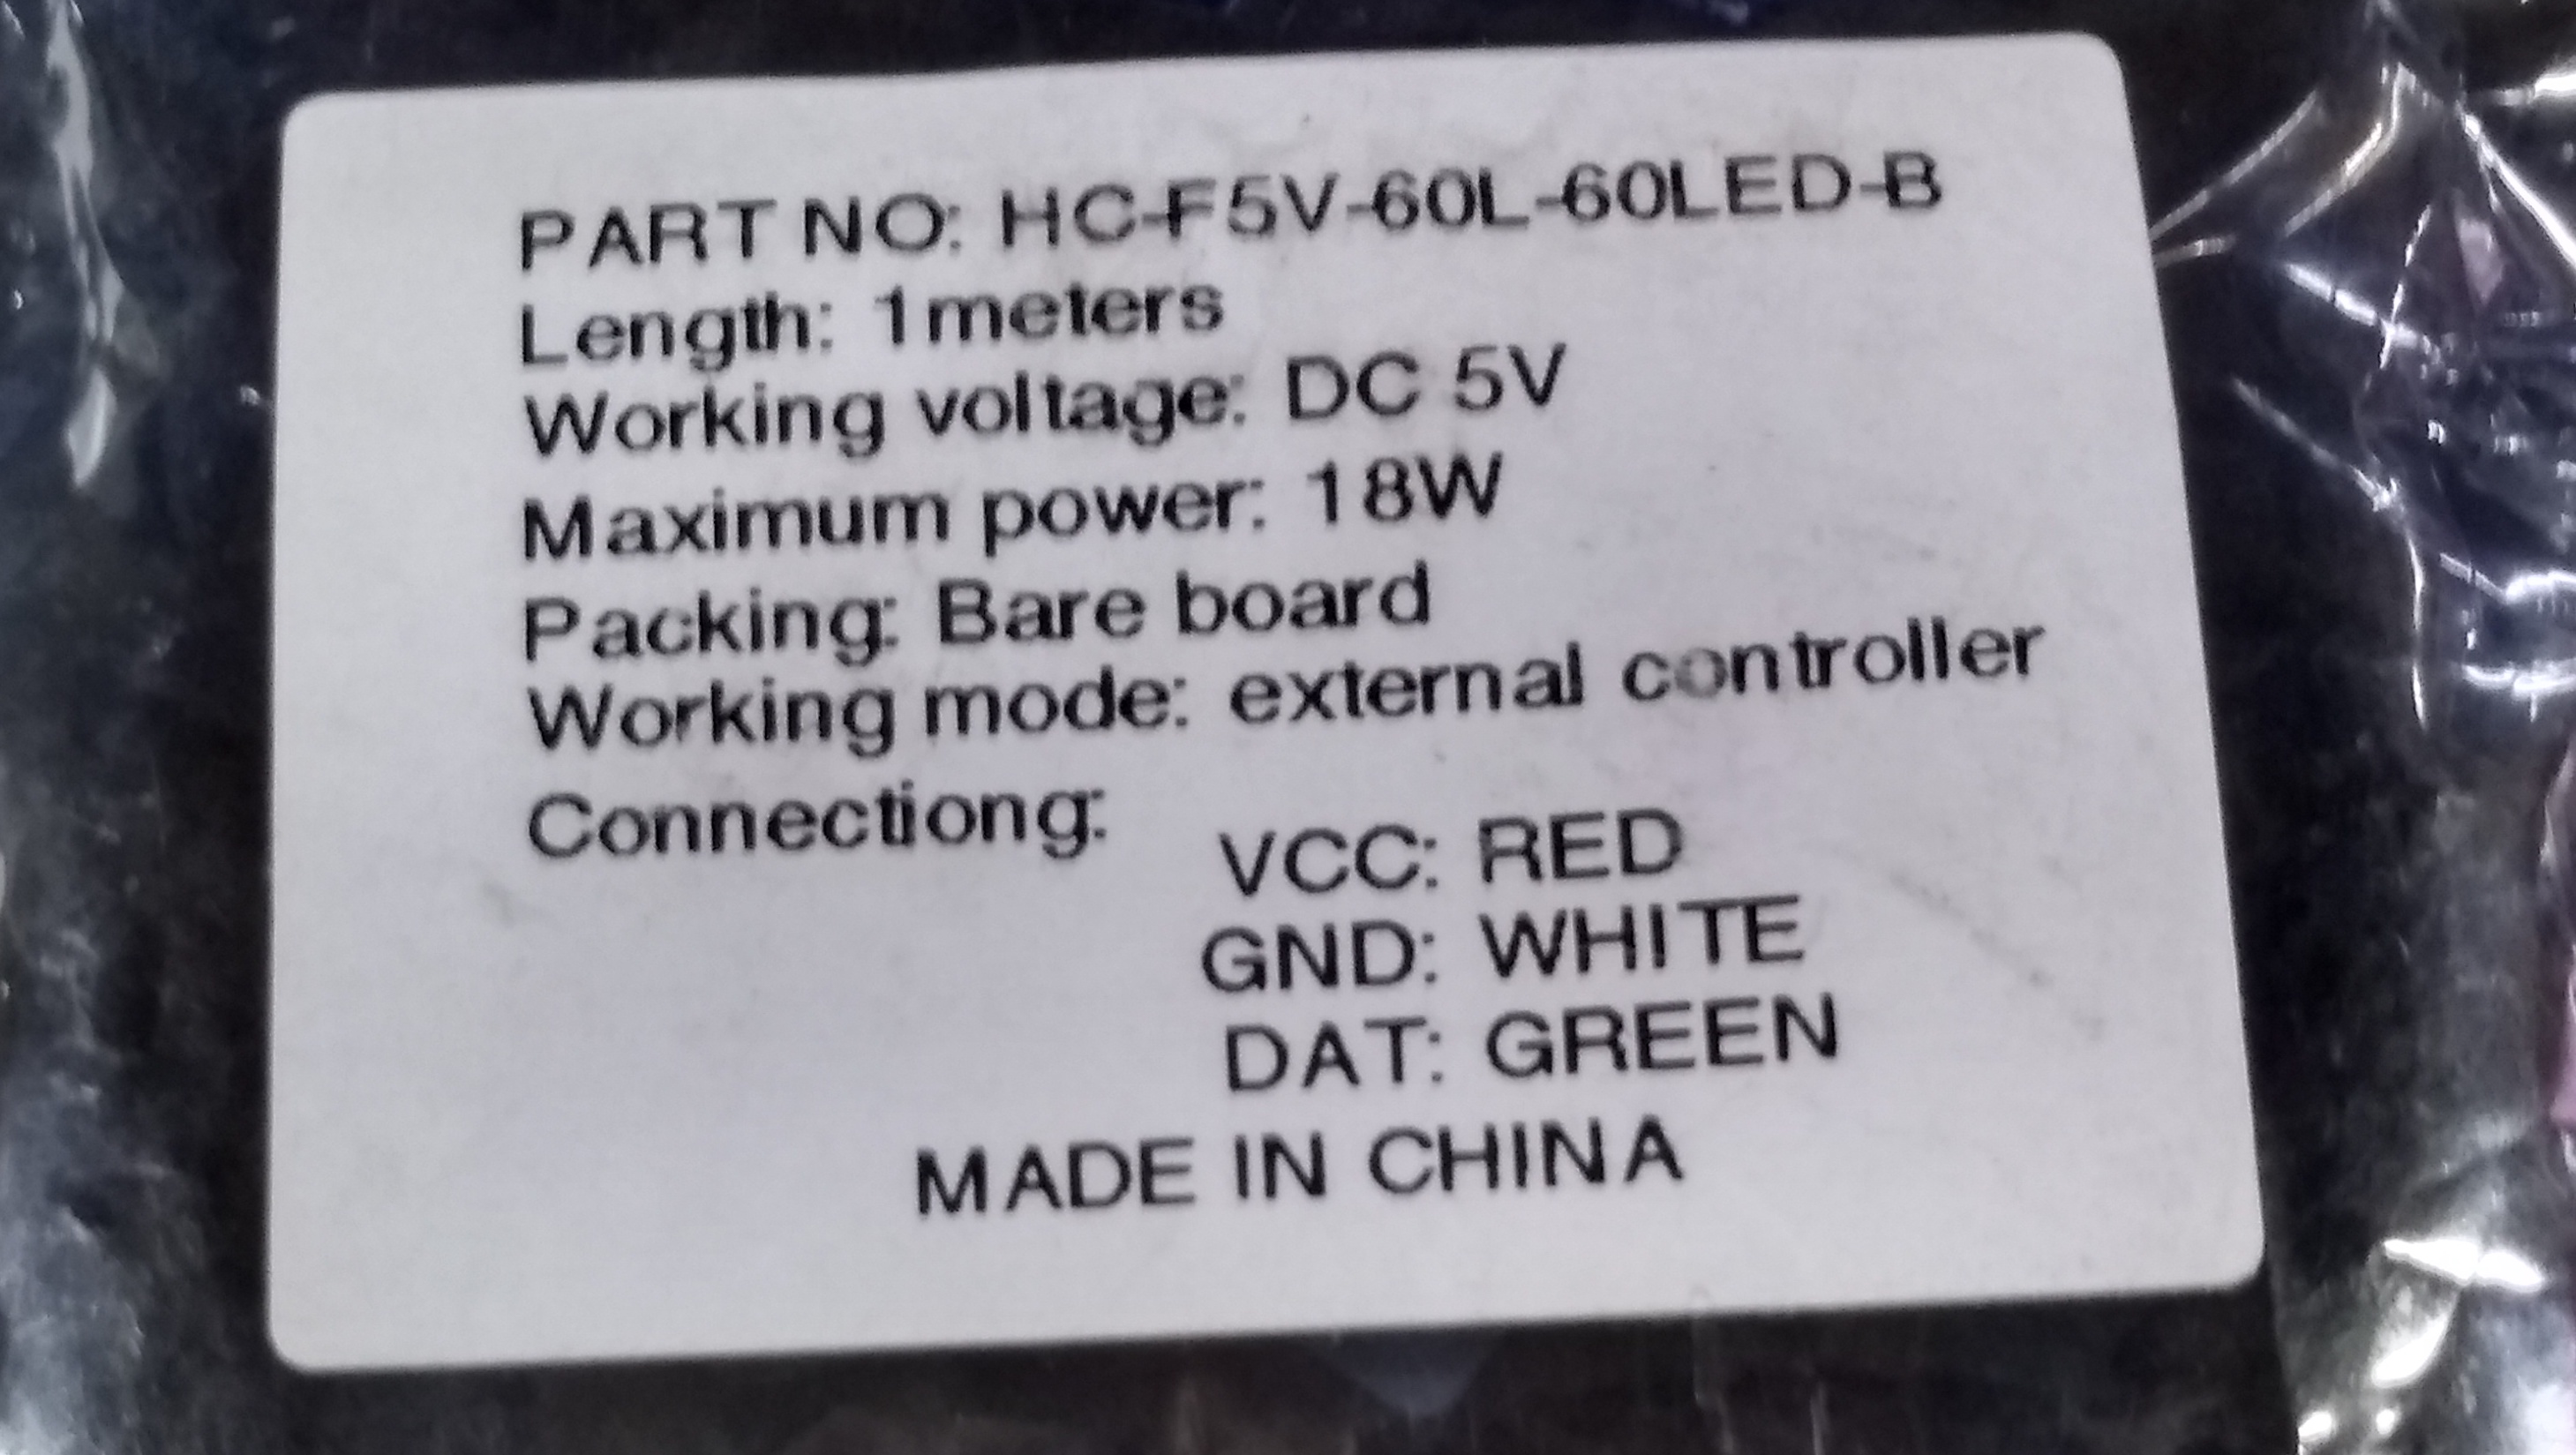 PART NO: HC-F5V-60L-60LED-B
Length: 1meters
Working voltage: DC 5V
Maximum power: 18W
Packing: Bare board
Working mode: external controller
Connectiong:
VCC: RED
GND: WHITE
DAT: GREEN
MADE IN CHINA